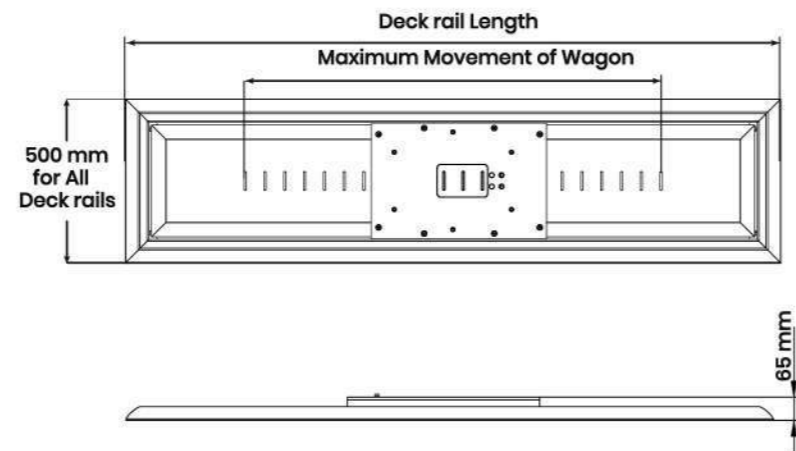 Deck rail Length
Maximum Movement of Wagon
500 mm
for All
Deck rails
65 mm